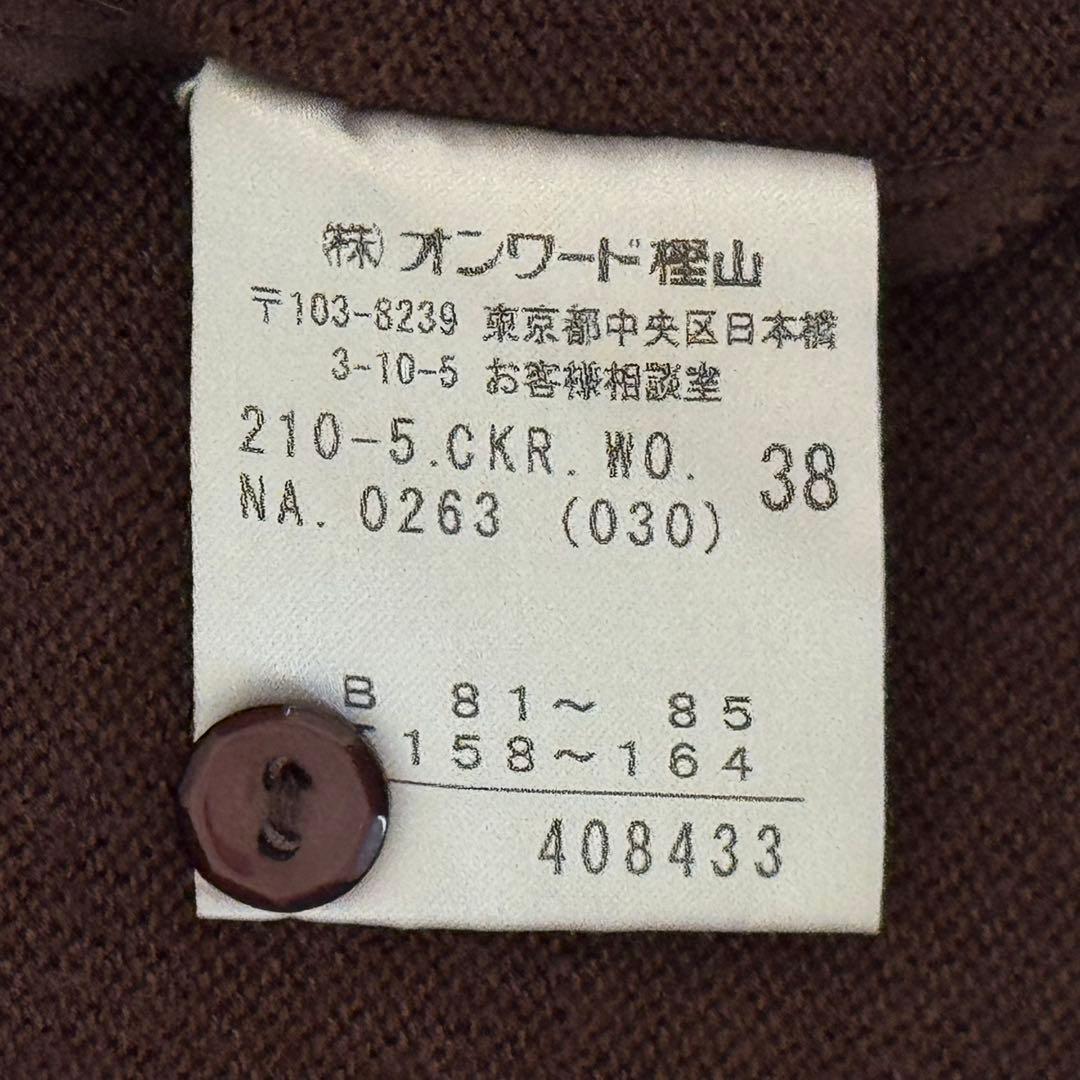 ㈱オンワード樫山
〒103-8239 東京都中央区日本橋
3-10-5 お客様相談室
210-5.CKR.WO. 38
NA. 0263 (030)
B 81～ 85
158～164
408433